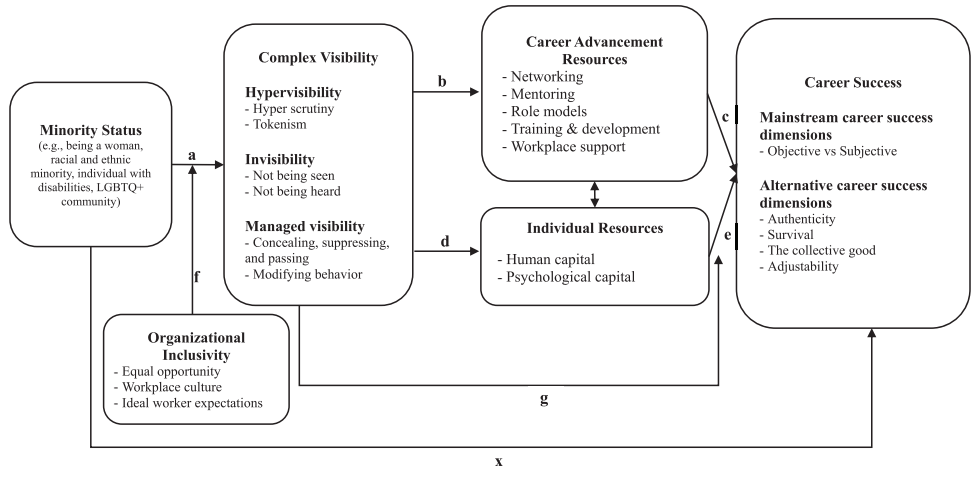 Minority Status
(e.g., being a woman,
racial and ethnic
minority, individual with
disabilities, LGBTQ+
community)
a
f
Organizational
Inclusivity
- Equal opportunity
- Workplace culture
- Ideal worker expectations
Complex Visibility
Hypervisibility
- Hyper scrutiny
- Tokenism
Invisibility
- Not being seen
- Not being heard
Managed visibility
- Concealing, suppressing,
and passing
- Modifying behavior
b
d
Career Advancement
Resources
- Networking
- Mentoring
- Role models
- Training & development
- Workplace support
Individual Resources
- Human capital
- Psychological capital
c
e
Career Success
Mainstream career success
dimensions
- Objective vs Subjective
Alternative career success
dimensions
- Authenticity
- Survival
- The collective good
- Adjustability
g
x